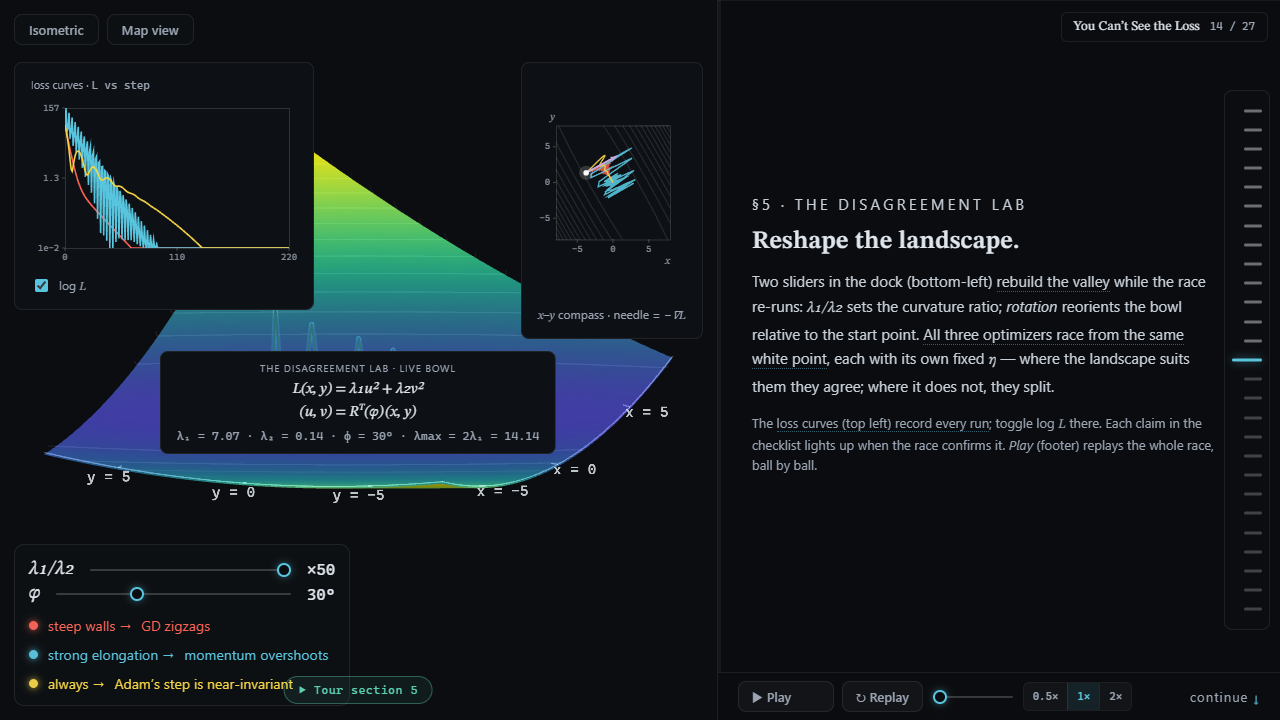 Isometric
Map view
loss curves · L vs step
157
1.3
1e−2
0
110
220
log L
y
5
0
−5
−5
0
5
x
x–y compass · needle = −∇L
THE DISAGREEMENT LAB · LIVE BOWL
L(x, y) = λ₁u² + λ₂v²
(u, v) = Rᵀ(φ)(x, y)
λ₁ = 7.07 · λ₂ = 0.14 · ϕ = 30° · λmax = 2λ₁ = 14.14
x = 5
x = 0
x = −5
y = 5
y = 0
y = −5
λ₁/λ₂
×50
φ
30°
steep walls → GD zigzags
strong elongation → momentum overshoots
always → Adam’s step is near-invariant
▶ Tour section 5
You Can’t See the Loss 14 / 27
§5 · THE DISAGREEMENT LAB
Reshape the landscape.
Two sliders in the dock (bottom-left) rebuild the valley while the race
re-runs: λ₁/λ₂ sets the curvature ratio; rotation reorients the bowl
relative to the start point. All three optimizers race from the same
white point, each with its own fixed η — where the landscape suits
them they agree; where it does not, they split.
The loss curves (top left) record every run; toggle log L there. Each claim in the
checklist lights up when the race confirms it. Play (footer) replays the whole race,
ball by ball.
▶ Play
↻ Replay
0.5×
1×
2×
continue ↓